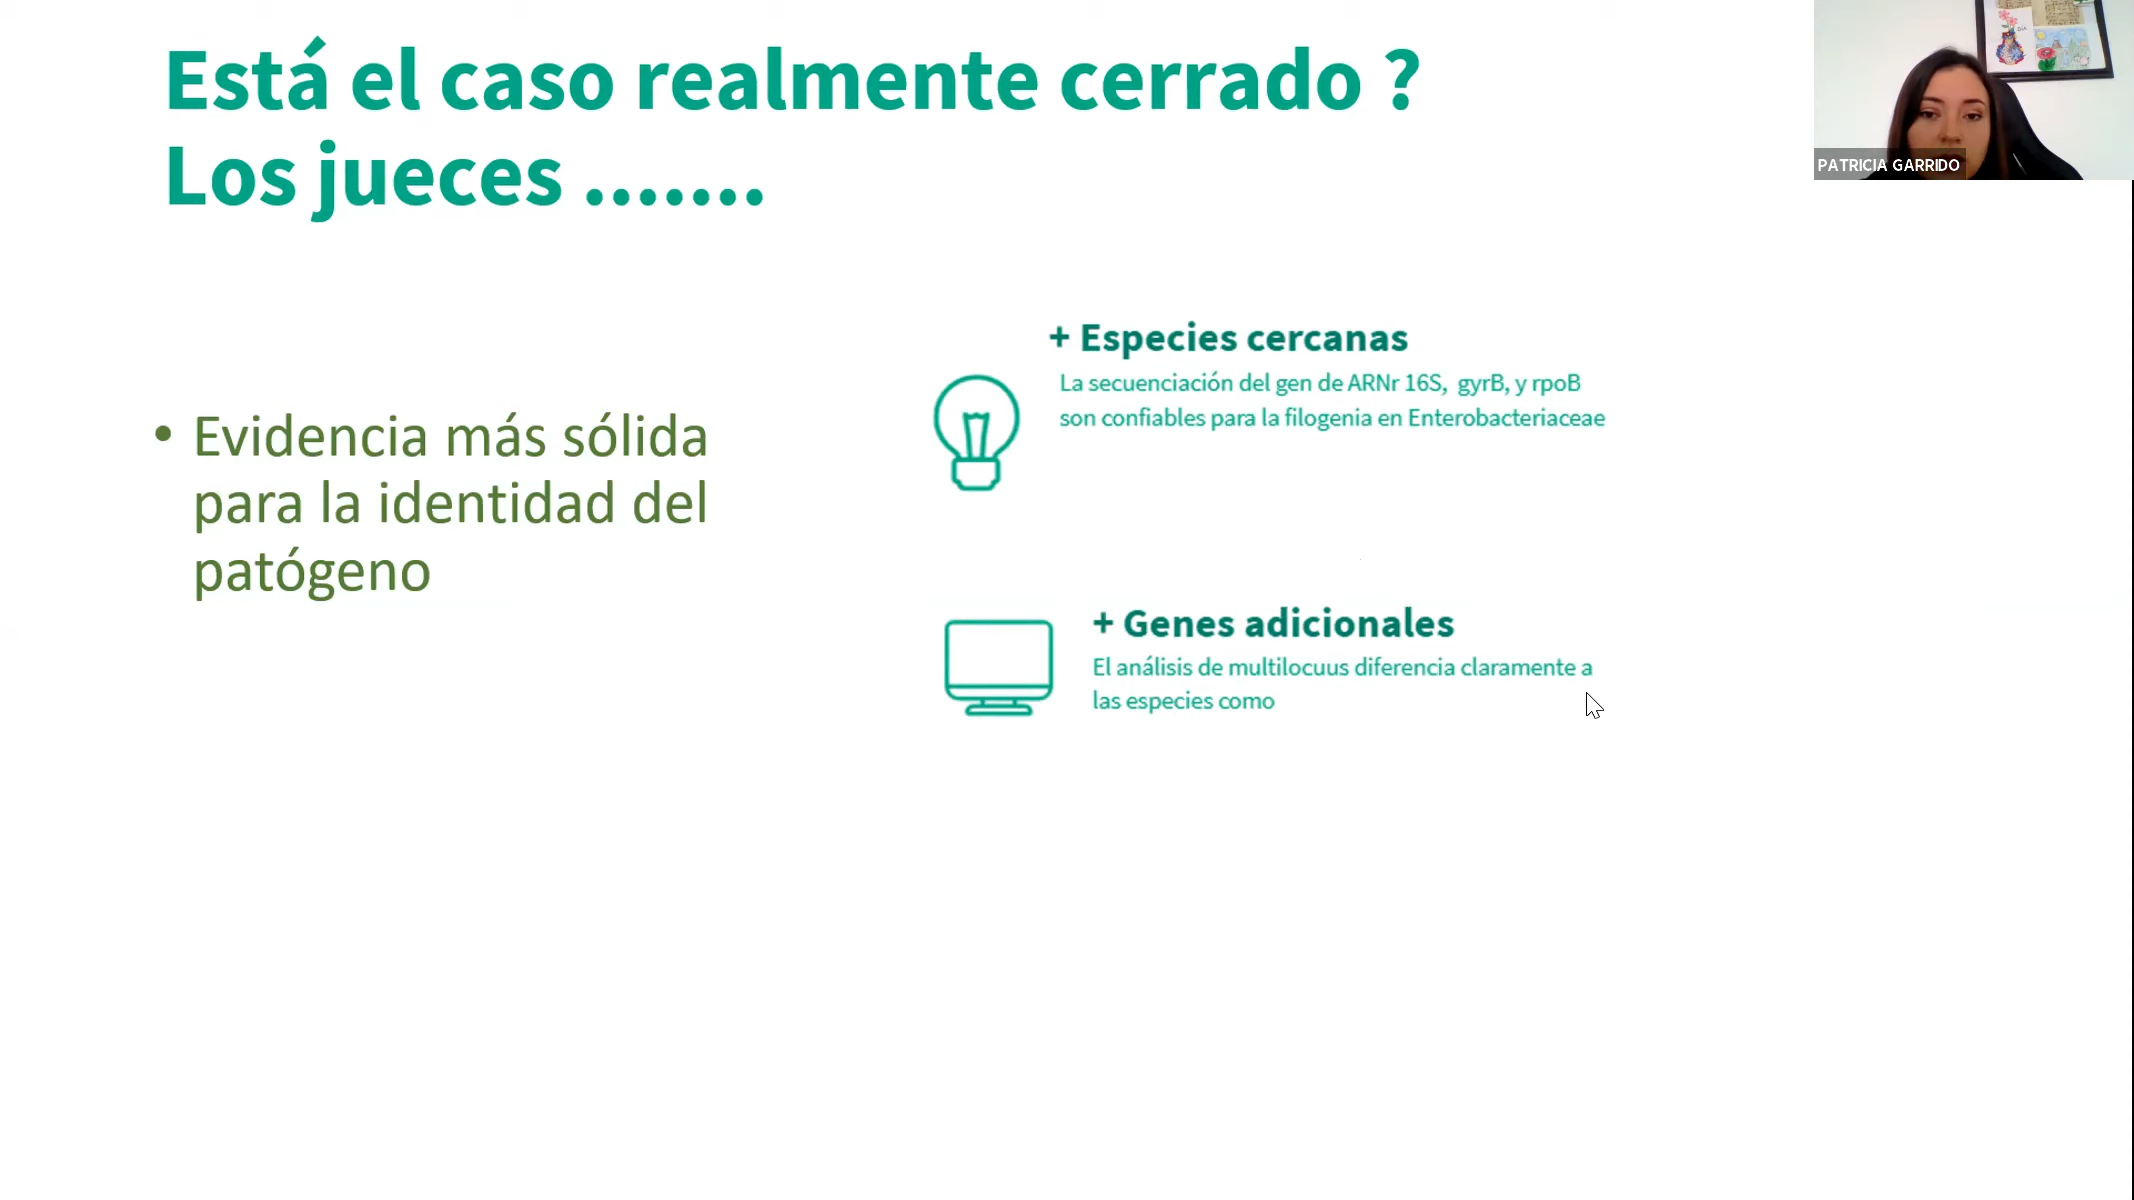 Está el caso realmente cerrado ?
Los jueces .......
PATRICIA GARRIDO
• Evidencia más sólida
para la identidad del
patógeno
+ Especies cercanas
La secuenciación del gen de ARNr 16S, gyrB, y rpoB
son confiables para la filogenia en Enterobacteriaceae
+ Genes adicionales
El análisis de multilocuus diferencia claramente a
las especies como